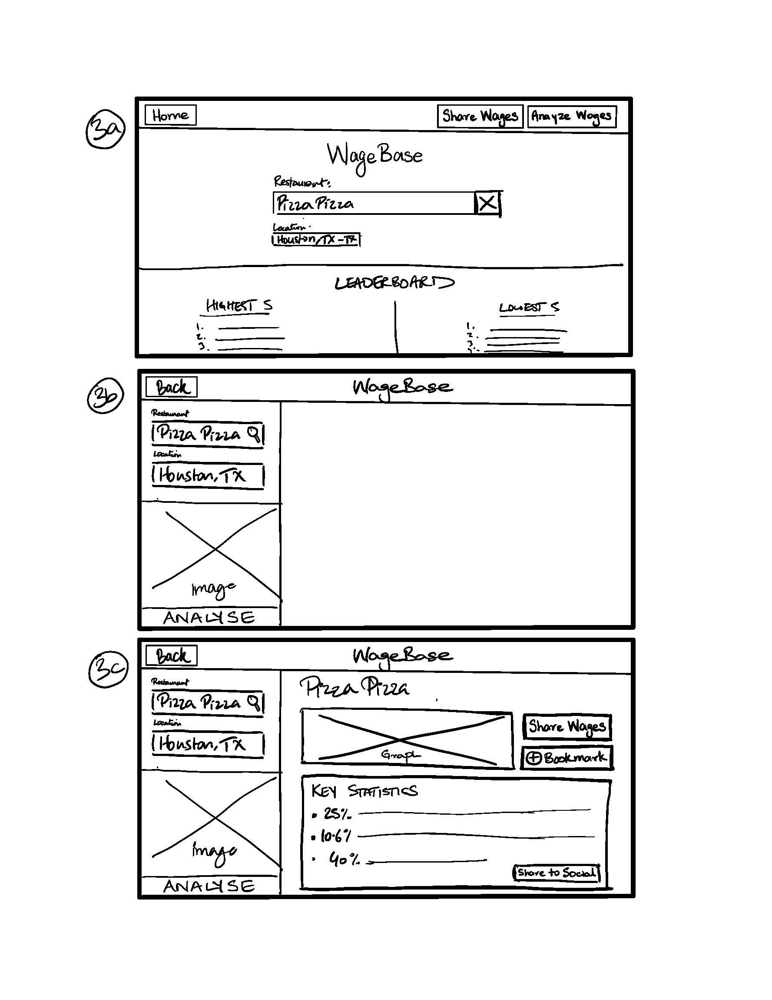 3a
Home
Share Wages
Anayze Wages
WageBase
Restaurant:
Pizza Pizza
Location:
Houston, TX - TX
LEADERBOARD
HIGHEST S
1.
2.
3.
LOWEST S
1.
2.
3.
3b
Back
WageBase
Restaurant
Pizza Pizza
Location
Houston, TX
Image
ANALYSE
3c
Back
WageBase
Restaurant
Pizza Pizza
Location
Houston, TX
Image
ANALYSE
Pizza Pizza
Graph
Share Wages
Bookmark
KEY STATISTICS
• 25%
• 10.6%
• 40%
Share to Social